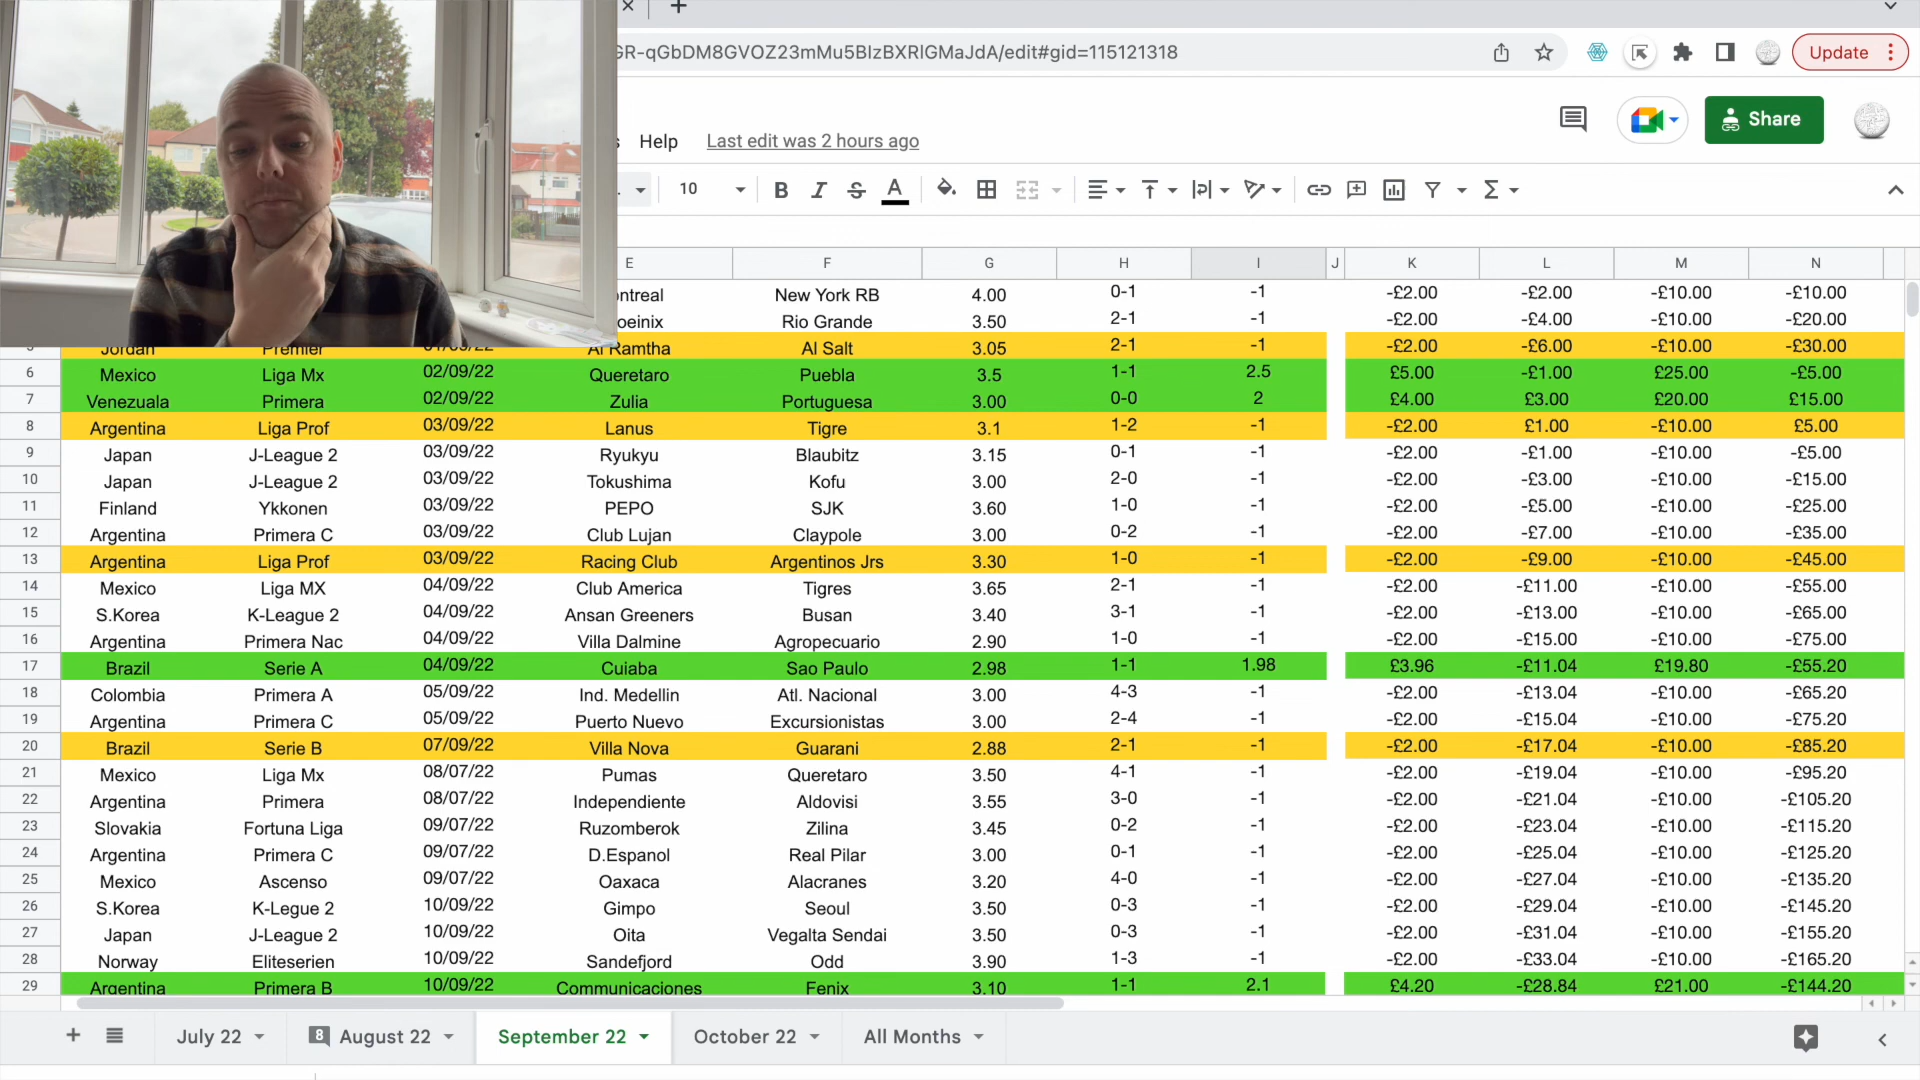 GR-qGbDM8GVOZ23mMu5BIzBXRlGMaJdA/edit#gid=115121318 Update
s Help Last edit was 2 hours ago Share
10 B I S A
E F G H I J K L M N
ontreal New York RB 4.00 0-1 -1 -£2.00 -£2.00 -£10.00 -£10.00
oeinix Rio Grande 3.50 2-1 -1 -£2.00 -£4.00 -£10.00 -£20.00
5 Jordan Premier 01/09/22 Al Ramtha Al Salt 3.05 2-1 -1 -£2.00 -£6.00 -£10.00 -£30.00
6 Mexico Liga Mx 02/09/22 Queretaro Puebla 3.5 1-1 2.5 £5.00 -£1.00 £25.00 -£5.00
7 Venezuala Primera 02/09/22 Zulia Portuguesa 3.00 0-0 2 £4.00 £3.00 £20.00 £15.00
8 Argentina Liga Prof 03/09/22 Lanus Tigre 3.1 1-2 -1 -£2.00 £1.00 -£10.00 £5.00
9 Japan J-League 2 03/09/22 Ryukyu Blaubitz 3.15 0-1 -1 -£2.00 -£1.00 -£10.00 -£5.00
10 Japan J-League 2 03/09/22 Tokushima Kofu 3.00 2-0 -1 -£2.00 -£3.00 -£10.00 -£15.00
11 Finland Ykkonen 03/09/22 PEPO SJK 3.60 1-0 -1 -£2.00 -£5.00 -£10.00 -£25.00
12 Argentina Primera C 03/09/22 Club Lujan Claypole 3.00 0-2 -1 -£2.00 -£7.00 -£10.00 -£35.00
13 Argentina Liga Prof 03/09/22 Racing Club Argentinos Jrs 3.30 1-0 -1 -£2.00 -£9.00 -£10.00 -£45.00
14 Mexico Liga MX 04/09/22 Club America Tigres 3.65 2-1 -1 -£2.00 -£11.00 -£10.00 -£55.00
15 S.Korea K-League 2 04/09/22 Ansan Greeners Busan 3.40 3-1 -1 -£2.00 -£13.00 -£10.00 -£65.00
16 Argentina Primera Nac 04/09/22 Villa Dalmine Agropecuario 2.90 1-0 -1 -£2.00 -£15.00 -£10.00 -£75.00
17 Brazil Serie A 04/09/22 Cuiaba Sao Paulo 2.98 1-1 1.98 £3.96 -£11.04 £19.80 -£55.20
18 Colombia Primera A 05/09/22 Ind. Medellin Atl. Nacional 3.00 4-3 -1 -£2.00 -£13.04 -£10.00 -£65.20
19 Argentina Primera C 05/09/22 Puerto Nuevo Excursionistas 3.00 2-4 -1 -£2.00 -£15.04 -£10.00 -£75.20
20 Brazil Serie B 07/09/22 Villa Nova Guarani 2.88 2-1 -1 -£2.00 -£17.04 -£10.00 -£85.20
21 Mexico Liga Mx 08/07/22 Pumas Queretaro 3.50 4-1 -1 -£2.00 -£19.04 -£10.00 -£95.20
22 Argentina Primera 08/07/22 Independiente Aldovisi 3.55 3-0 -1 -£2.00 -£21.04 -£10.00 -£105.20
23 Slovakia Fortuna Liga 09/07/22 Ruzomberok Zilina 3.45 0-2 -1 -£2.00 -£23.04 -£10.00 -£115.20
24 Argentina Primera C 09/07/22 D.Espanol Real Pilar 3.00 0-1 -1 -£2.00 -£25.04 -£10.00 -£125.20
25 Mexico Ascenso 09/07/22 Oaxaca Alacranes 3.20 4-0 -1 -£2.00 -£27.04 -£10.00 -£135.20
26 S.Korea K-Legue 2 10/09/22 Gimpo Seoul 3.50 0-3 -1 -£2.00 -£29.04 -£10.00 -£145.20
27 Japan J-League 2 10/09/22 Oita Vegalta Sendai 3.50 0-3 -1 -£2.00 -£31.04 -£10.00 -£155.20
28 Norway Eliteserien 10/09/22 Sandefjord Odd 3.90 1-3 -1 -£2.00 -£33.04 -£10.00 -£165.20
29 Argentina Primera B 10/09/22 Communicaciones Fenix 3.10 1-1 2.1 £4.20 -£28.84 £21.00 -£144.20
July 22 8 August 22 September 22 October 22 All Months